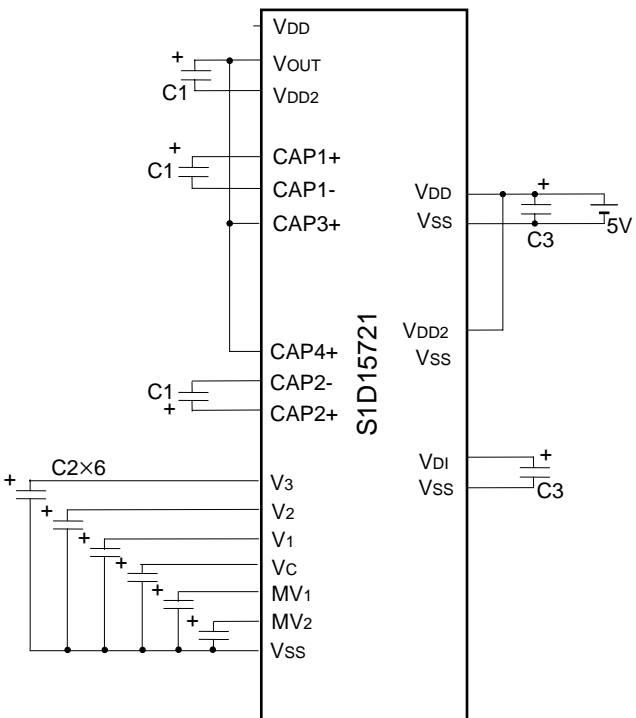 VDD
+
VOUT
C1
VDD2
+
CAP1+
C1
CAP1-
CAP3+
CAP4+
C1
CAP2-
+
CAP2+
C2×6
+
V3
+
V2
+
V1
+
VC
+
MV1
+
MV2
VSS
S1D15721
VDD
+
VSS
C3
5V
VDD2
VSS
VDI
+
VSS
C3